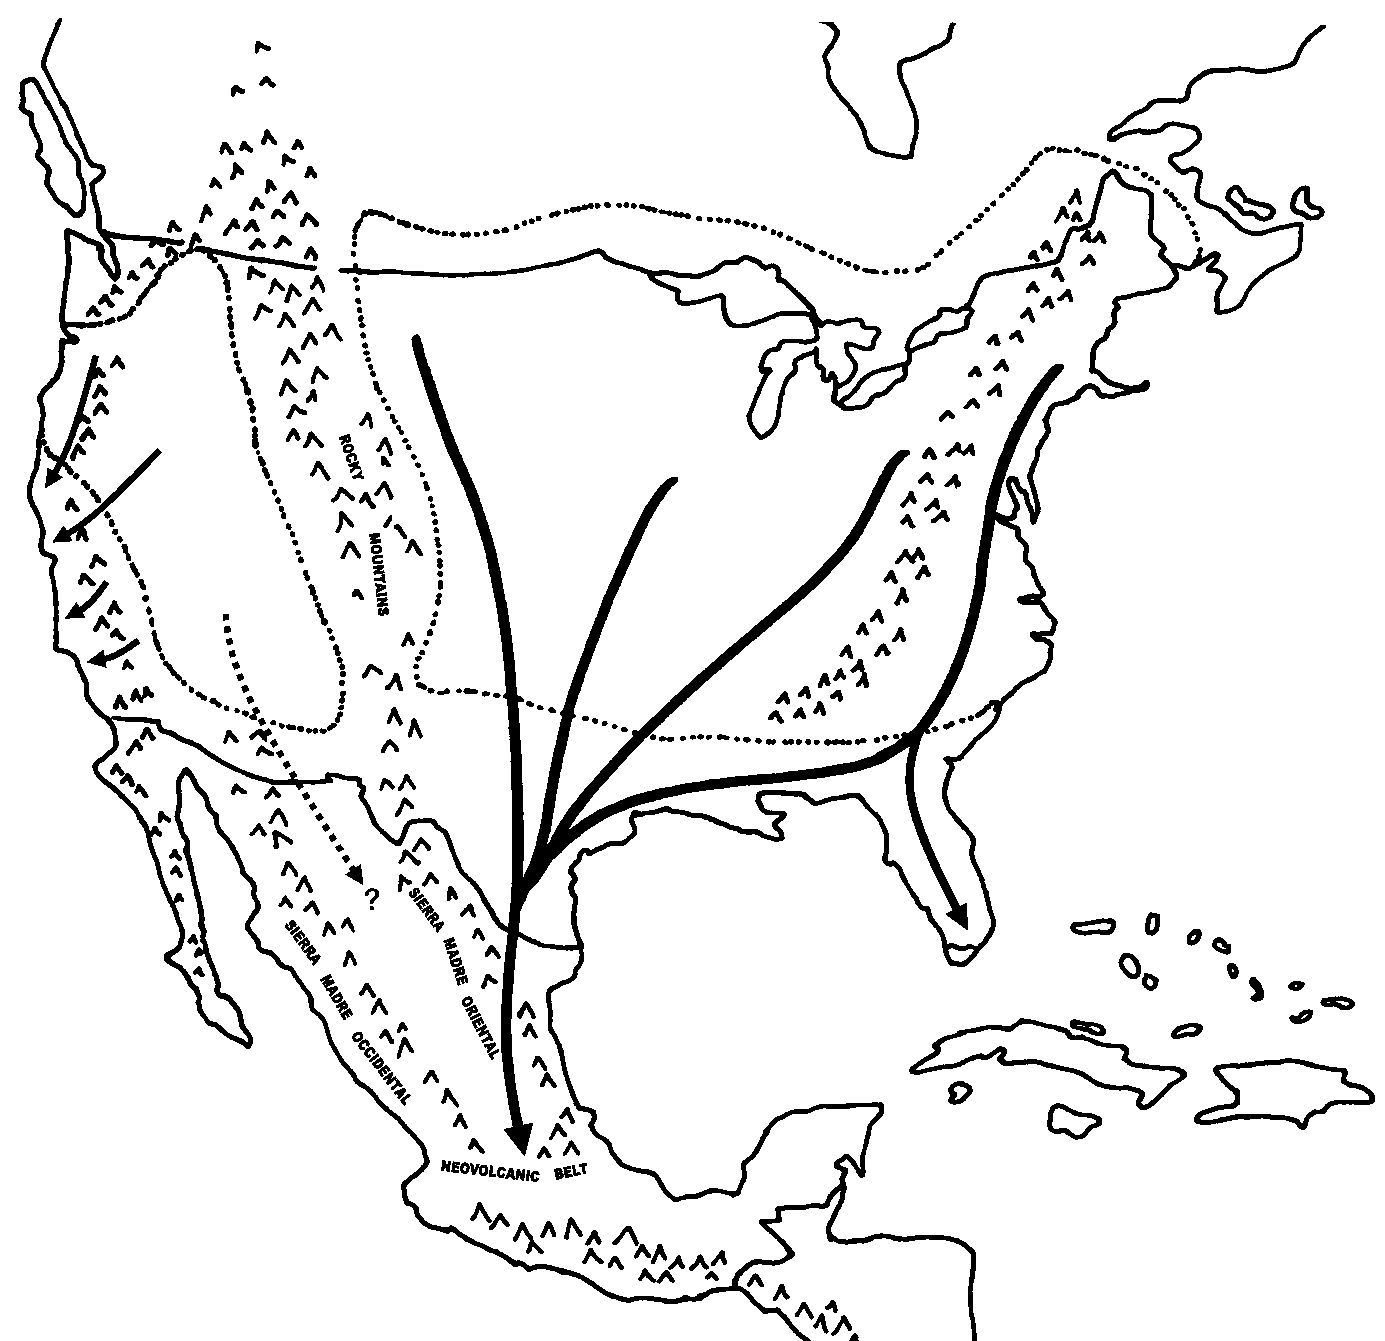 ROCKY
MOUNTAINS
?
SIERRA MADRE ORIENTAL
SIERRA MADRE OCCIDENTAL
NEOVOLCANIC BELT